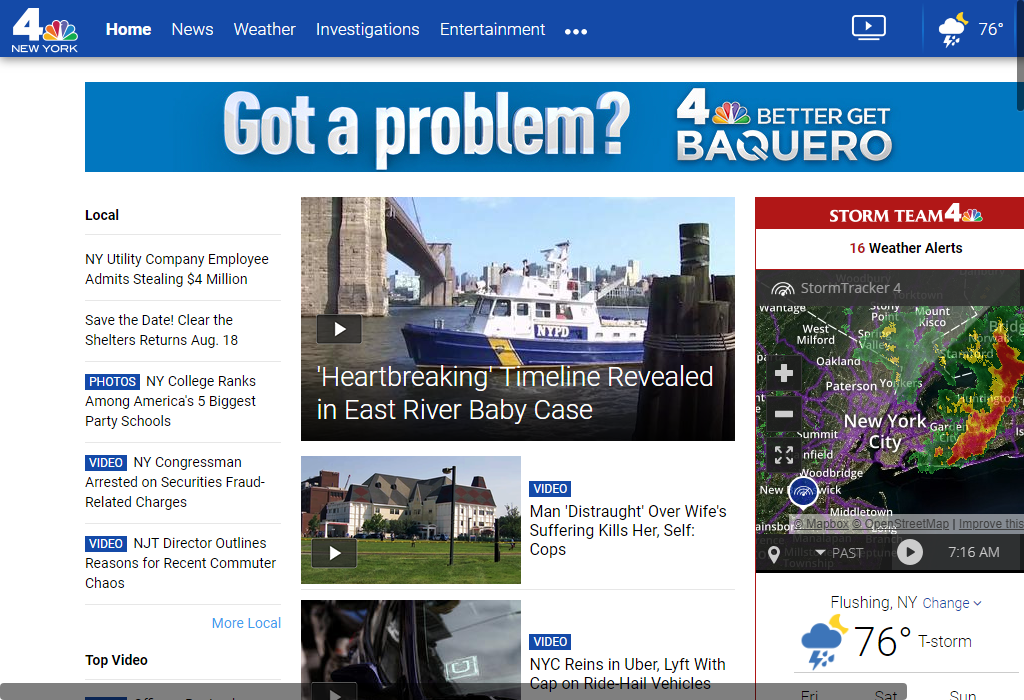 4
NEW YORK
Home News Weather Investigations Entertainment •••
76°
Got a problem?
4 BETTER GET
BAQUERO
Local
NY Utility Company Employee
Admits Stealing $4 Million
Save the Date! Clear the
Shelters Returns Aug. 18
PHOTOS NY College Ranks
Among America's 5 Biggest
Party Schools
VIDEO NY Congressman
Arrested on Securities Fraud-
Related Charges
VIDEO NJT Director Outlines
Reasons for Recent Commuter
Chaos
More Local
Top Video
NYPD
'Heartbreaking' Timeline Revealed
in East River Baby Case
VIDEO
Man 'Distraught' Over Wife's
Suffering Kills Her, Self:
Cops
VIDEO
NYC Reins in Uber, Lyft With
Cap on Ride-Hail Vehicles
STORM TEAM 4
16 Weather Alerts
StormTracker 4
Wantage
Stony
Point
Mount
Kisco
West
Milford
Spring
Valley
Norwalk
Stamford
Oakland
Paterson Yonkers
Huntington
New York
City
Garden
City
Summit
Woodbridge
Middletown
© Mapbox © OpenStreetMap | Improve this
PAST
7:16 AM
Flushing, NY Change
76° T-storm
Fri Sat Sun